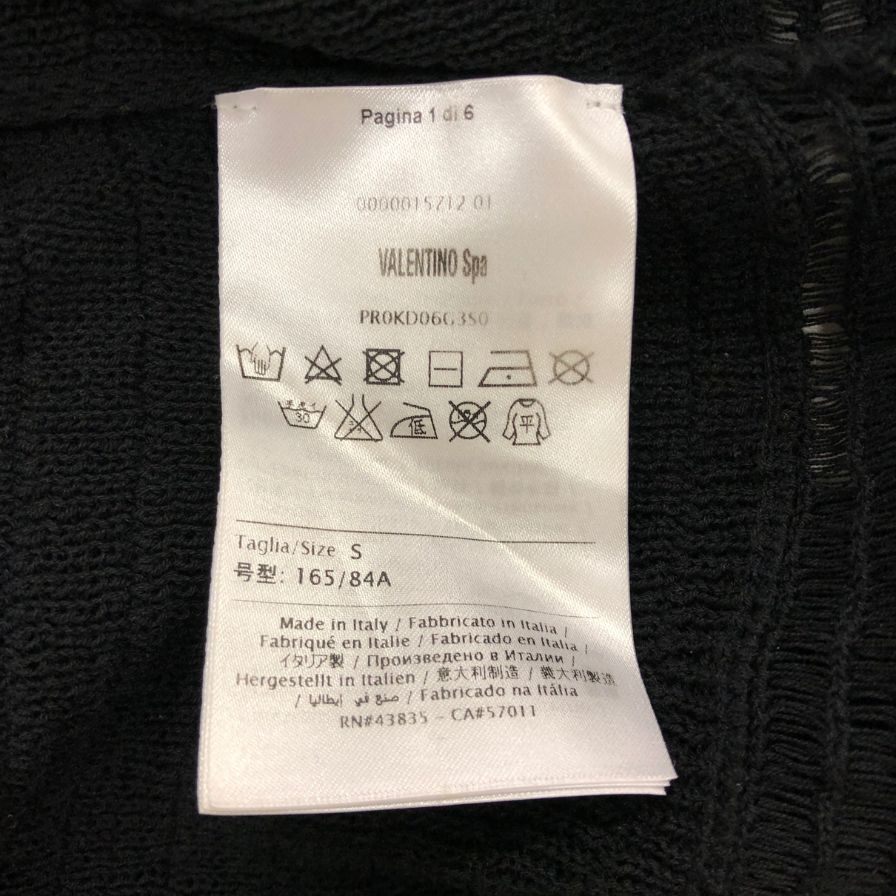 Pagina 1 di 6
0000015712 01
VALENTINO Spa
PR0KD06G3S0
30
低
平
Taglia/Size S
号型: 165/84A
Made in Italy / Fabbricato in Italia /
Fabriqué en Italie / Fabricado en Italia /
イタリア製 / Произведено в Италии /
Hergestellt in Italien / 意大利制造 / 義大利製造
/ صنع في إيطاليا / Fabricado na Itália
RN#43835 - CA#57011